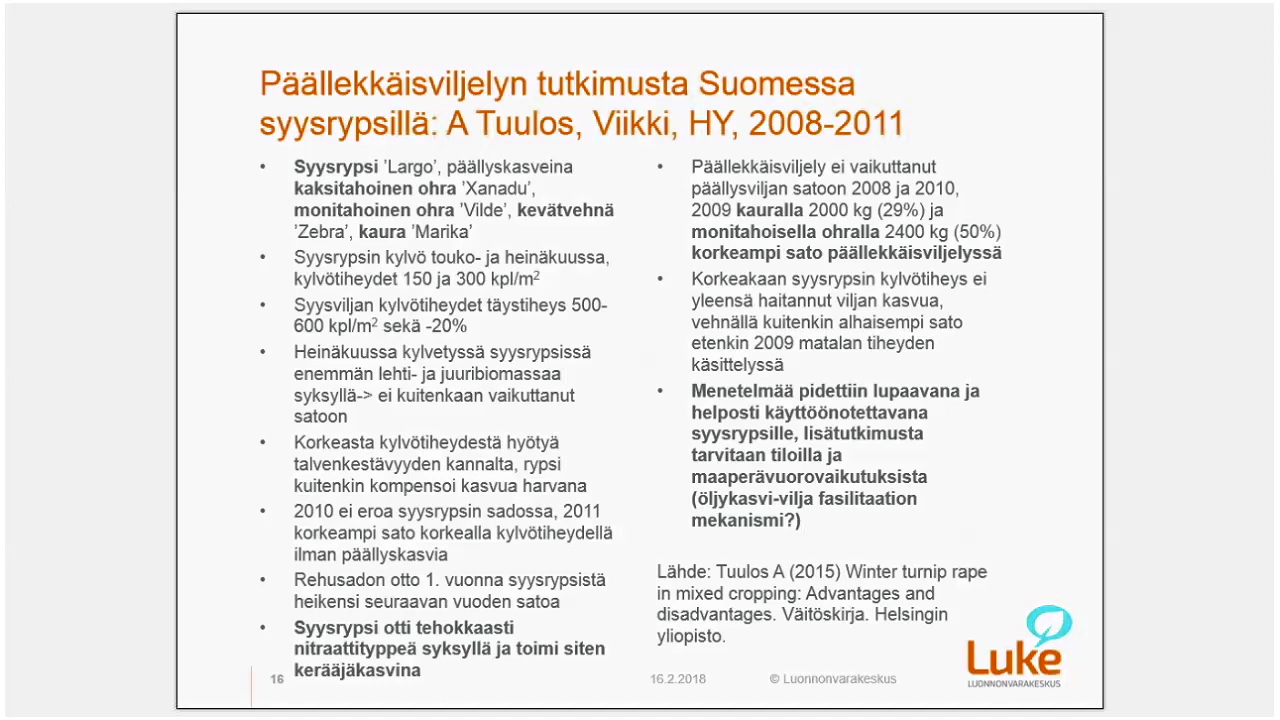 Päällekkäisviljelyn tutkimusta Suomessa
syysrypsillä: A Tuulos, Viikki, HY, 2008-2011
• Syysrypsi ’Largo’, päällyskasveina
kaksitahoinen ohra ’Xanadu’,
monitahoinen ohra ’Vilde’, kevätvehnä
’Zebra’, kaura ’Marika’
• Syysrypsin kylvö touko- ja heinäkuussa,
kylvötiheydet 150 ja 300 kpl/m²
• Syysviljan kylvötiheydet täystiheys 500-
600 kpl/m² sekä -20%
• Heinäkuussa kylvetyssä syysrypsissä
enemmän lehti- ja juuribiomassaa
syksyllä-> ei kuitenkaan vaikuttanut
satoon
• Korkeasta kylvötiheydestä hyötyä
talvenkestävyyden kannalta, rypsi
kuitenkin kompensoi kasvua harvana
• 2010 ei eroa syysrypsin sadossa, 2011
korkeampi sato korkealla kylvötiheydellä
ilman päällyskasvia
• Rehusadon otto 1. vuonna syysrypsistä
heikensi seuraavan vuoden satoa
• Syysrypsi otti tehokkaasti
nitraattityppeä syksyllä ja toimi siten
kerääjäkasvina
• Päällekkäisviljely ei vaikuttanut
päällysviljan satoon 2008 ja 2010,
2009 kauralla 2000 kg (29%) ja
monitahoisella ohralla 2400 kg (50%)
korkeampi sato päällekkäisviljelyssä
• Korkeakaan syysrypsin kylvötiheys ei
yleensä haitannut viljan kasvua,
vehnällä kuitenkin alhaisempi sato
etenkin 2009 matalan tiheyden
käsittelyssä
• Menetelmää pidettiin lupaavana ja
helposti käyttöönotettavana
syysrypsille, lisätutkimusta
tarvitaan tiloilla ja
maaperävuorovaikutuksista
(öljykasvi-vilja fasilitaation
mekanismi?)
Lähde: Tuulos A (2015) Winter turnip rape
in mixed cropping: Advantages and
disadvantages. Väitöskirja. Helsingin
yliopisto.
16
16.2.2018
© Luonnonvarakeskus
Luke
LUONNONVARAKESKUS